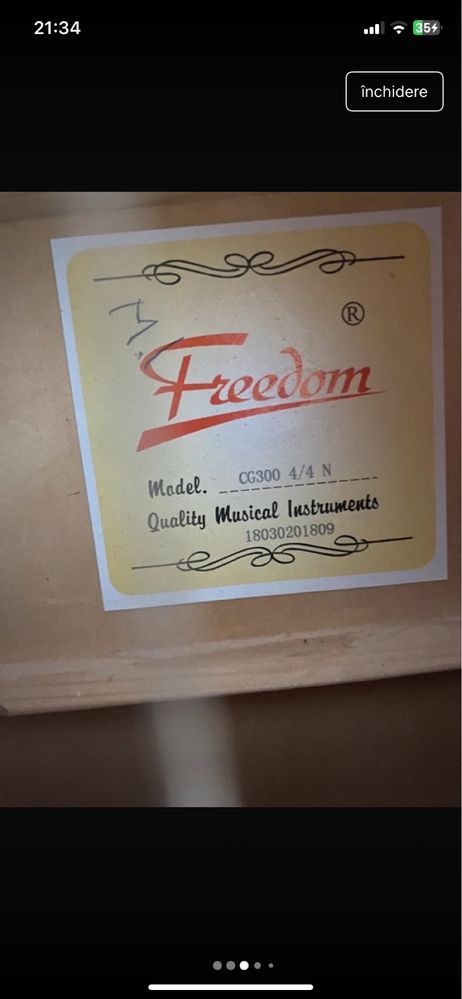 21:34
35
închidere
®
Freedom
Model. CG300 4/4 N
Quality Musical Instruments
18030201809